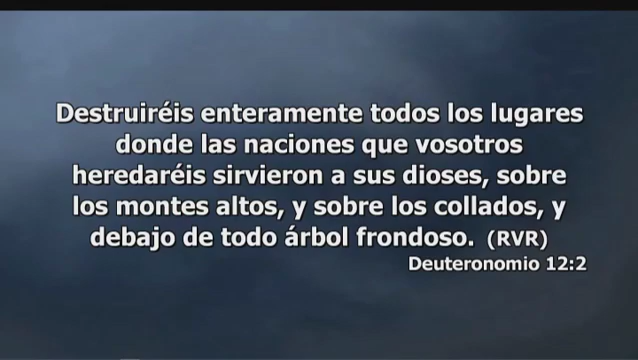 Destruiréis enteramente todos los lugares
donde las naciones que vosotros
heredaréis sirvieron a sus dioses, sobre
los montes altos, y sobre los collados, y
debajo de todo árbol frondoso. (RVR)
Deuteronomio 12:2